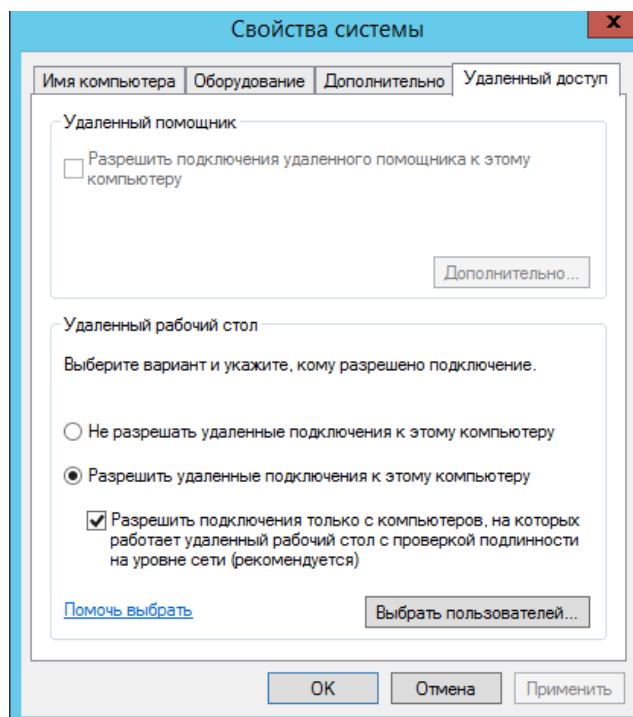 Свойства системы
x
Имя компьютера Оборудование Дополнительно Удаленный доступ
Удаленный помощник
Разрешить подключения удаленного помощника к этому
компьютеру
Дополнительно...
Удаленный рабочий стол
Выберите вариант и укажите, кому разрешено подключение.
Не разрешать удаленные подключения к этому компьютеру
Разрешить удаленные подключения к этому компьютеру
Разрешить подключения только с компьютеров, на которых
работает удаленный рабочий стол с проверкой подлинности
на уровне сети (рекомендуется)
Помочь выбрать Выбрать пользователей...
OK Отмена Применить